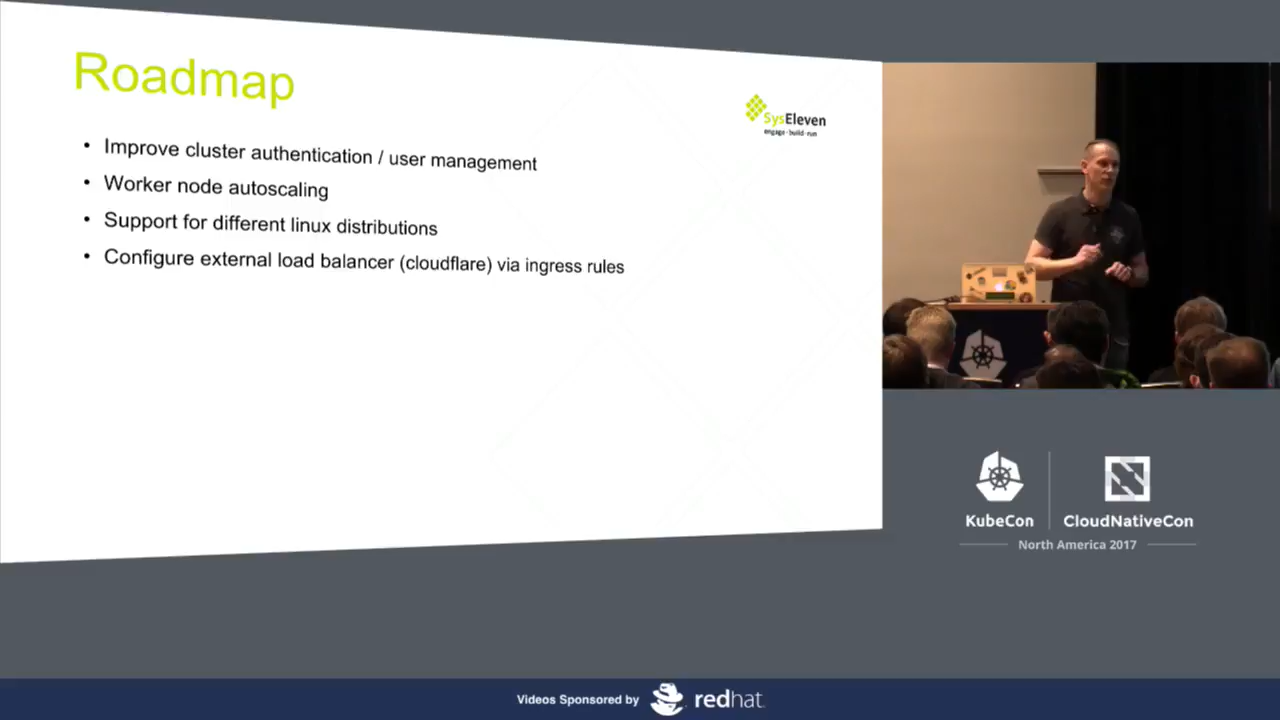 Roadmap
SysEleven
engage·build·run
• Improve cluster authentication / user management
• Worker node autoscaling
• Support for different linux distributions
• Configure external load balancer (cloudflare) via ingress rules
KubeCon
CloudNativeCon
North America 2017
Videos Sponsored by
redhat.